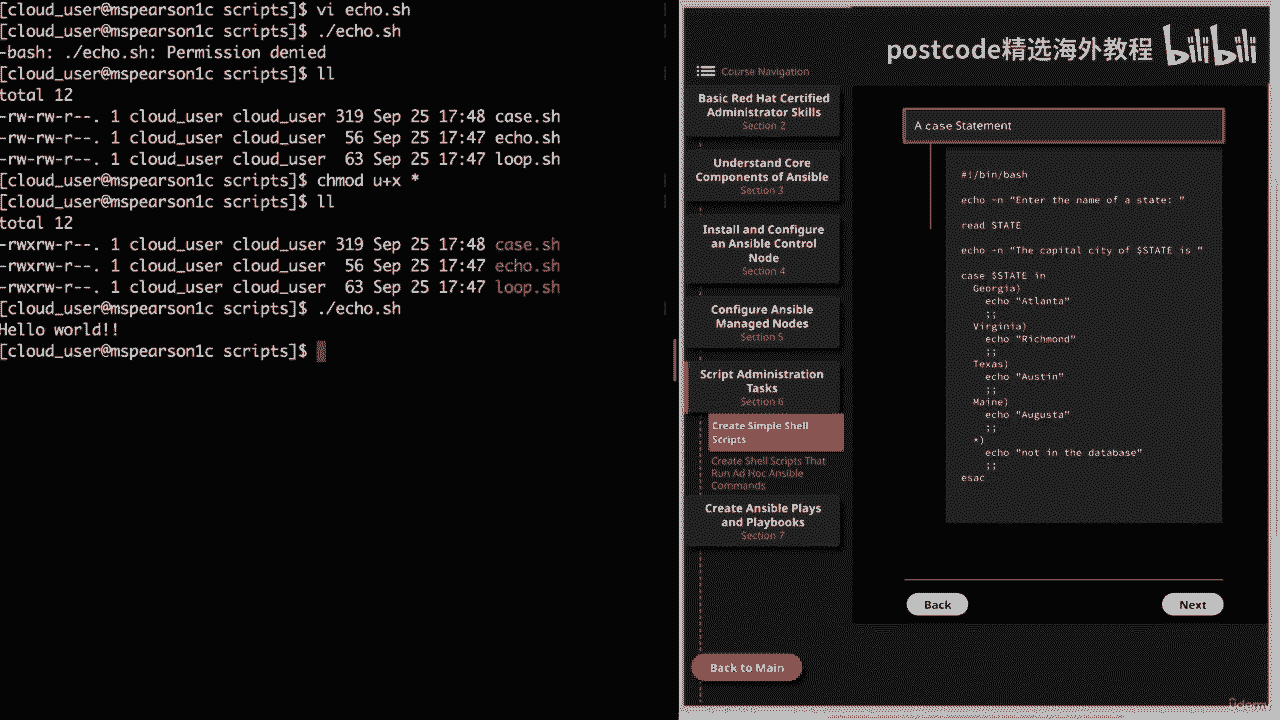 [cloud_user@mspearson1c scripts]$ vi echo.sh
[cloud_user@mspearson1c scripts]$ ./echo.sh
-bash: ./echo.sh: Permission denied
[cloud_user@mspearson1c scripts]$ ll
total 12
-rw-rw-r--. 1 cloud_user cloud_user 319 Sep 25 17:48 case.sh
-rw-rw-r--. 1 cloud_user cloud_user  56 Sep 25 17:47 echo.sh
-rw-rw-r--. 1 cloud_user cloud_user  63 Sep 25 17:47 loop.sh
[cloud_user@mspearson1c scripts]$ chmod u+x *
[cloud_user@mspearson1c scripts]$ ll
total 12
-rwxrw-r--. 1 cloud_user cloud_user 319 Sep 25 17:48 case.sh
-rwxrw-r--. 1 cloud_user cloud_user  56 Sep 25 17:47 echo.sh
-rwxrw-r--. 1 cloud_user cloud_user  63 Sep 25 17:47 loop.sh
[cloud_user@mspearson1c scripts]$ ./echo.sh
Hello world!!
[cloud_user@mspearson1c scripts]$
postcode精选海外教程 bilibili
Course Navigation
Basic Red Hat Certified
Administrator Skills
Section 2
Understand Core
Components of Ansible
Section 3
Install and Configure
an Ansible Control
Node
Section 4
Configure Ansible
Managed Nodes
Section 5
Script Administration
Tasks
Section 6
Create Simple Shell
Scripts
Create Shell Scripts That
Run Ad Hoc Ansible
Commands
Create Ansible Plays
and Playbooks
Section 7
Back to Main
A case Statement
#!/bin/bash
echo -n "Enter the name of a state: "
read STATE
echo -n "The capital city of $STATE is "
case $STATE in
Georgia)
echo "Atlanta"
;;
Virginia)
echo "Richmond"
;;
Texas)
echo "Austin"
;;
Maine)
echo "Augusta"
;;
*)
echo "not in the database"
;;
esac
Back
Next
Udemy